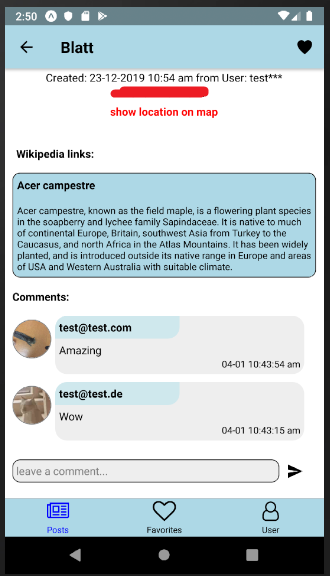 2:50
Blatt
Created: 23-12-2019 10:54 am from User: test***
show location on map
Wikipedia links:
Acer campestre
Acer campestre, known as the field maple, is a flowering plant species
in the soapberry and lychee family Sapindaceae. It is native to much
of continental Europe, Britain, southwest Asia from Turkey to the
Caucasus, and north Africa in the Atlas Mountains. It has been widely
planted, and is introduced outside its native range in Europe and areas
of USA and Western Australia with suitable climate.
Comments:
test@test.com
Amazing
04-01 10:43:54 am
test@test.de
Wow
04-01 10:43:15 am
leave a comment...
Posts
Favorites
User